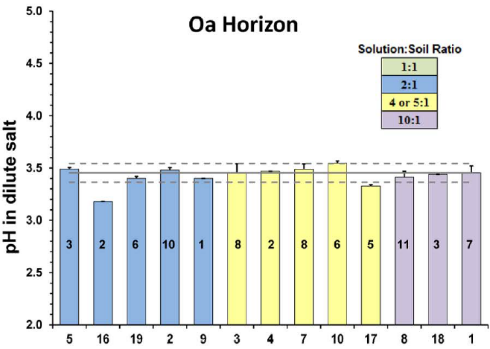 Oa Horizon
Solution:Soil Ratio
1:1
2:1
4 or 5:1
10:1
pH in dilute salt
5.0
4.5
4.0
3.5
3.0
2.5
2.0
3 2 6 10 1 8 2 8 6 5 11 3 7
5 16 19 2 9 3 4 7 10 17 8 18 1